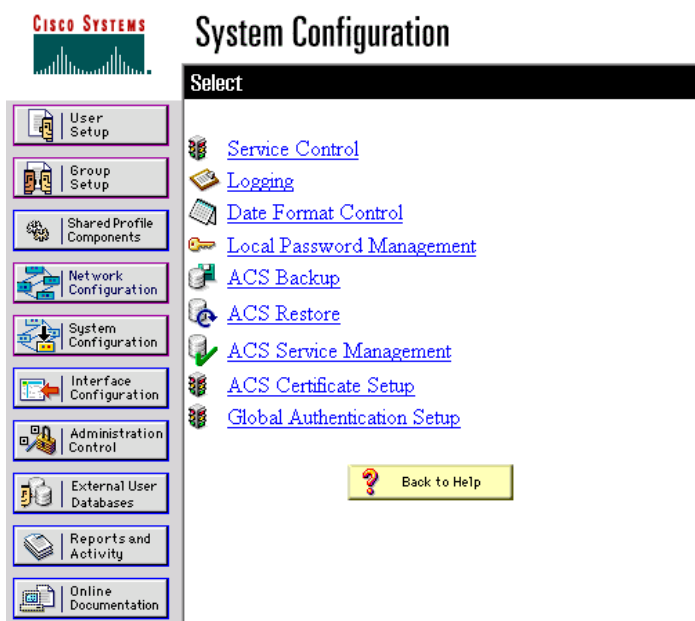 CISCO SYSTEMS
System Configuration
Select
User
Setup
Group
Setup
Shared Profile
Components
Network
Configuration
System
Configuration
Interface
Configuration
Administration
Control
External User
Databases
Reports and
Activity
Online
Documentation
Service Control
Logging
Date Format Control
Local Password Management
ACS Backup
ACS Restore
ACS Service Management
ACS Certificate Setup
Global Authentication Setup
? Back to Help